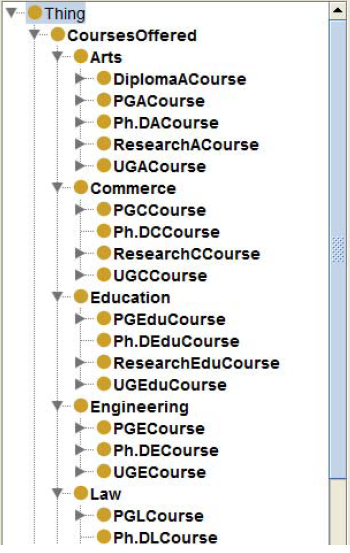 Thing
CoursesOffered
Arts
DiplomaACourse
PGACourse
Ph.DACourse
ResearchACourse
UGACourse
Commerce
PGCCourse
Ph.DCCourse
ResearchCCourse
UGCCourse
Education
PGEduCourse
Ph.DEduCourse
ResearchEduCourse
UGEduCourse
Engineering
PGECourse
Ph.DECourse
UGECourse
Law
PGLCourse
Ph.DLCourse